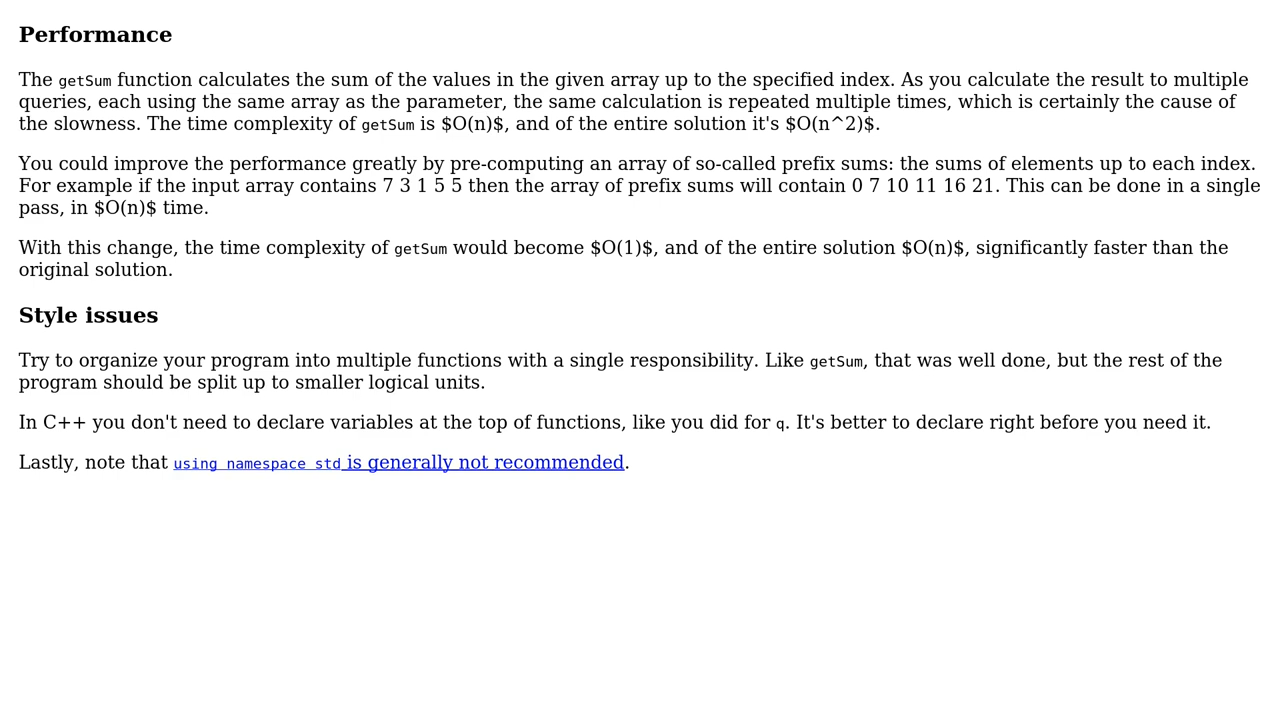 Performance
The getSum function calculates the sum of the values in the given array up to the specified index. As you calculate the result to multiple
queries, each using the same array as the parameter, the same calculation is repeated multiple times, which is certainly the cause of
the slowness. The time complexity of getSum is $O(n)$, and of the entire solution it's $O(n^2)$.
You could improve the performance greatly by pre-computing an array of so-called prefix sums: the sums of elements up to each index.
For example if the input array contains 7 3 1 5 5 then the array of prefix sums will contain 0 7 10 11 16 21. This can be done in a single
pass, in $O(n)$ time.
With this change, the time complexity of getSum would become $O(1)$, and of the entire solution $O(n)$, significantly faster than the
original solution.
Style issues
Try to organize your program into multiple functions with a single responsibility. Like getSum, that was well done, but the rest of the
program should be split up to smaller logical units.
In C++ you don't need to declare variables at the top of functions, like you did for q. It's better to declare right before you need it.
Lastly, note that using namespace std is generally not recommended.